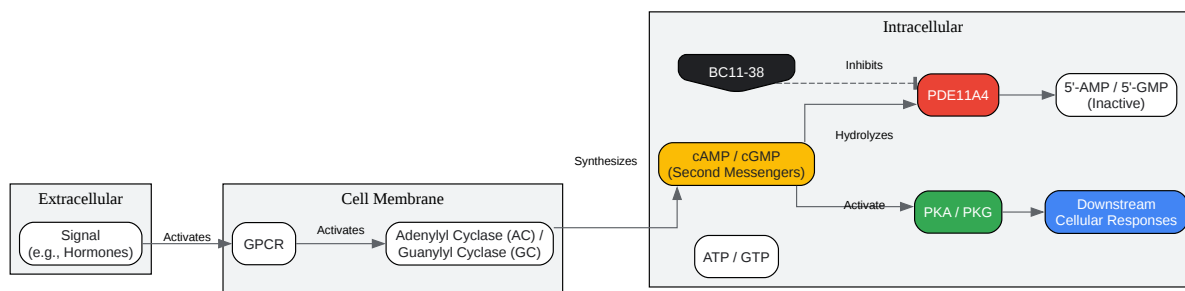 Extracellular
Signal
(e.g., Hormones)
Activates
Cell Membrane
GPCR
Activates
Adenylyl Cyclase (AC) /
Guanylyl Cyclase (GC)
Synthesizes
Intracellular
BC11-38
Inhibits
PDE11A4
5'-AMP / 5'-GMP
(Inactive)
Hydrolyzes
cAMP / cGMP
(Second Messengers)
Activate
PKA / PKG
Downstream
Cellular Responses
ATP / GTP